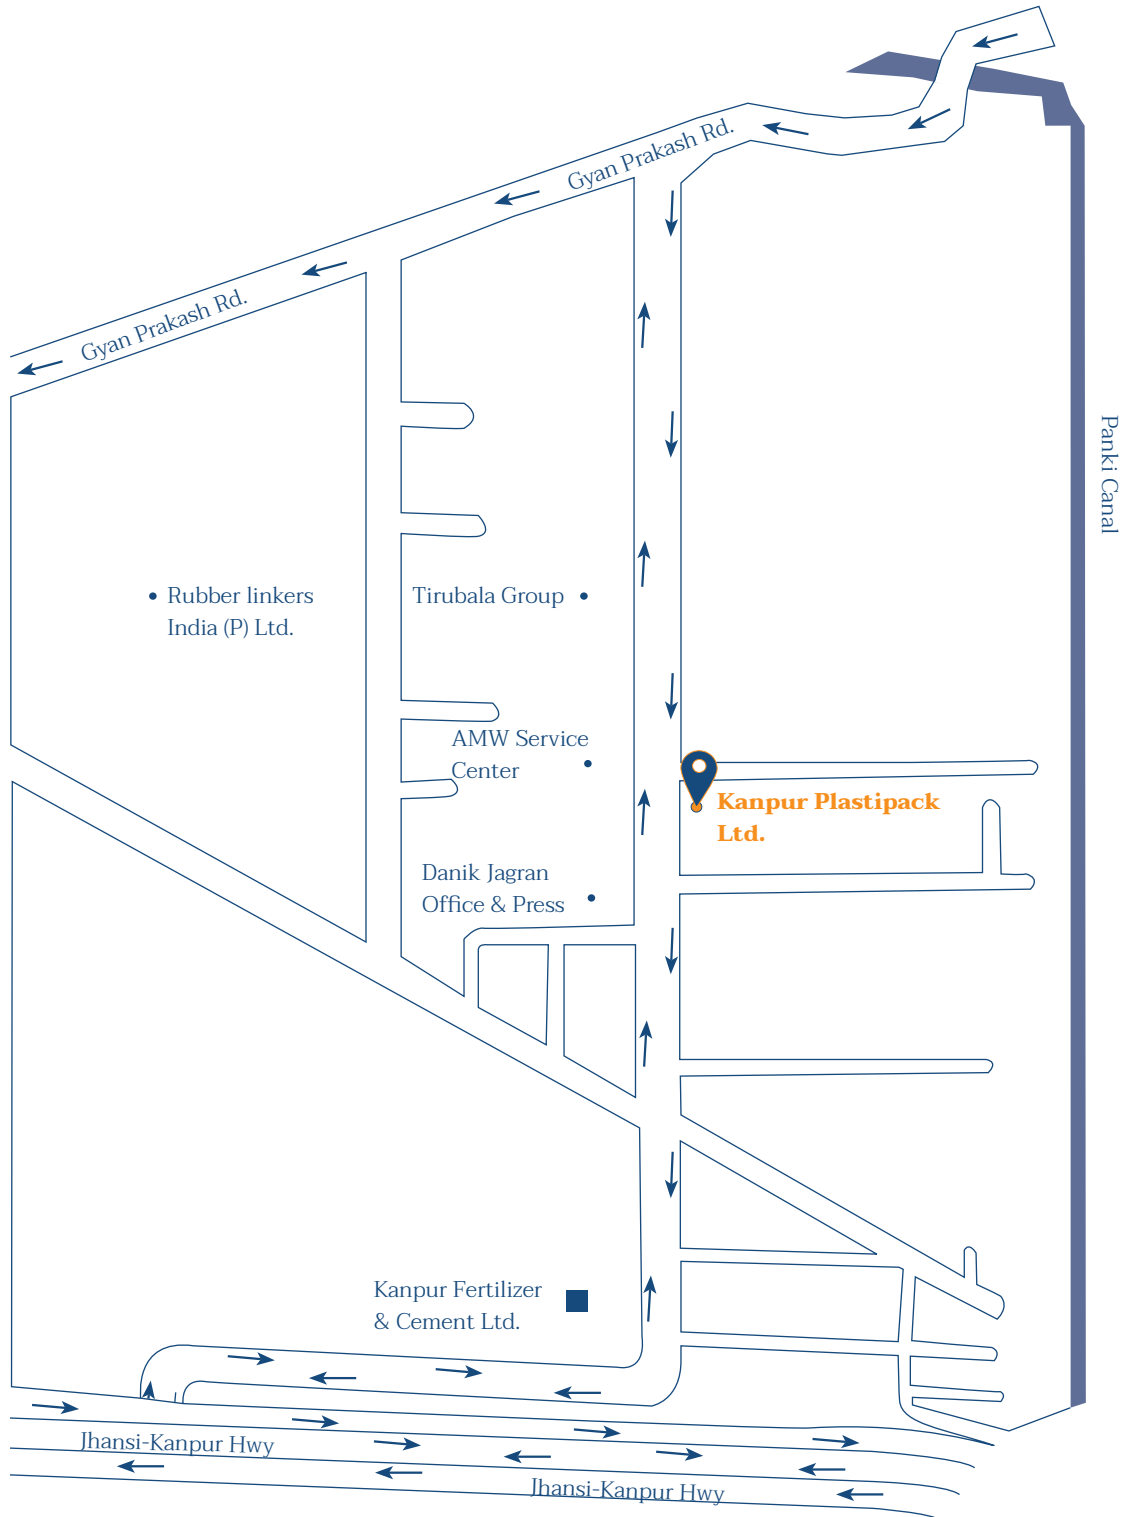 Gyan Prakash Rd.
Gyan Prakash Rd.
Panki Canal
Rubber linkers
India (P) Ltd.
Tirubala Group
AMW Service
Center
Kanpur Plastipack
Ltd.
Danik Jagran
Office & Press
Kanpur Fertilizer
& Cement Ltd.
Jhansi-Kanpur Hwy
Jhansi-Kanpur Hwy